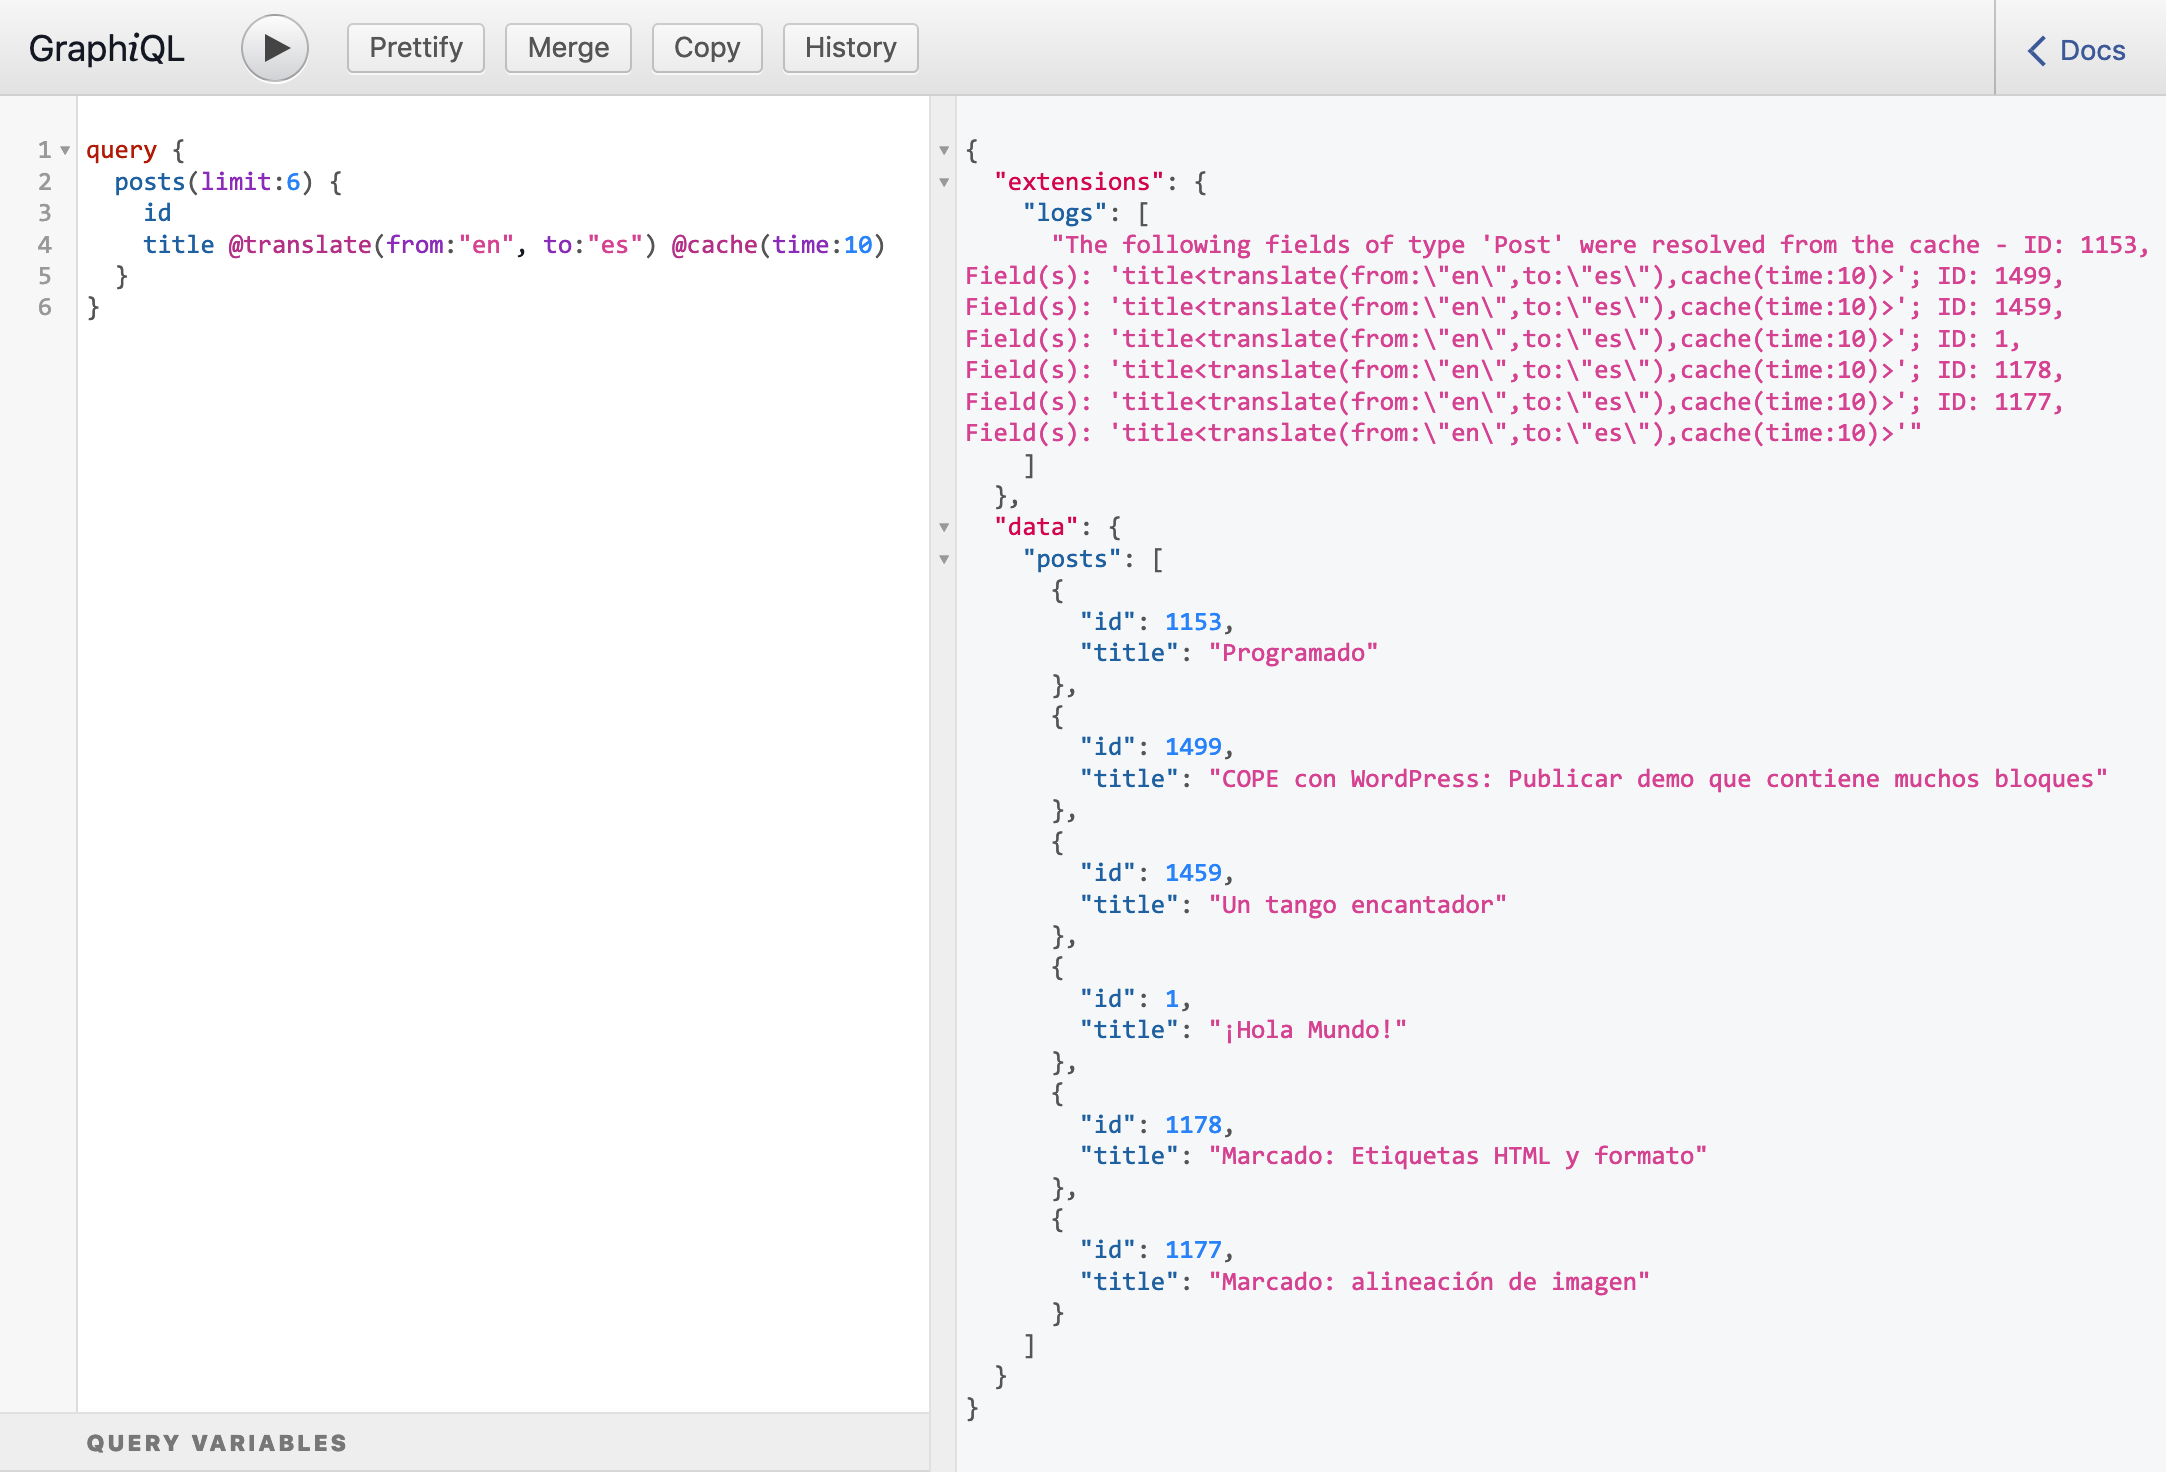 GraphiQL
Prettify
Merge
Copy
History
Docs
1 query {
2 posts(limit:6) {
3 id
4 title @translate(from:"en", to:"es") @cache(time:10)
5 }
6 }
QUERY VARIABLES
{
"extensions": {
"logs": [
"The following fields of type 'Post' were resolved from the cache - ID: 1153,
Field(s): 'title<translate(from:\"en\",to:\"es\"),cache(time:10)>'; ID: 1499,
Field(s): 'title<translate(from:\"en\",to:\"es\"),cache(time:10)>'; ID: 1459,
Field(s): 'title<translate(from:\"en\",to:\"es\"),cache(time:10)>'; ID: 1,
Field(s): 'title<translate(from:\"en\",to:\"es\"),cache(time:10)>'; ID: 1178,
Field(s): 'title<translate(from:\"en\",to:\"es\"),cache(time:10)>'; ID: 1177,
Field(s): 'title<translate(from:\"en\",to:\"es\"),cache(time:10)>'"
]
},
"data": {
"posts": [
{
"id": 1153,
"title": "Programado"
},
{
"id": 1499,
"title": "COPE con WordPress: Publicar demo que contiene muchos bloques"
},
{
"id": 1459,
"title": "Un tango encantador"
},
{
"id": 1,
"title": "¡Hola Mundo!"
},
{
"id": 1178,
"title": "Marcado: Etiquetas HTML y formato"
},
{
"id": 1177,
"title": "Marcado: alineación de imagen"
}
]
}
}